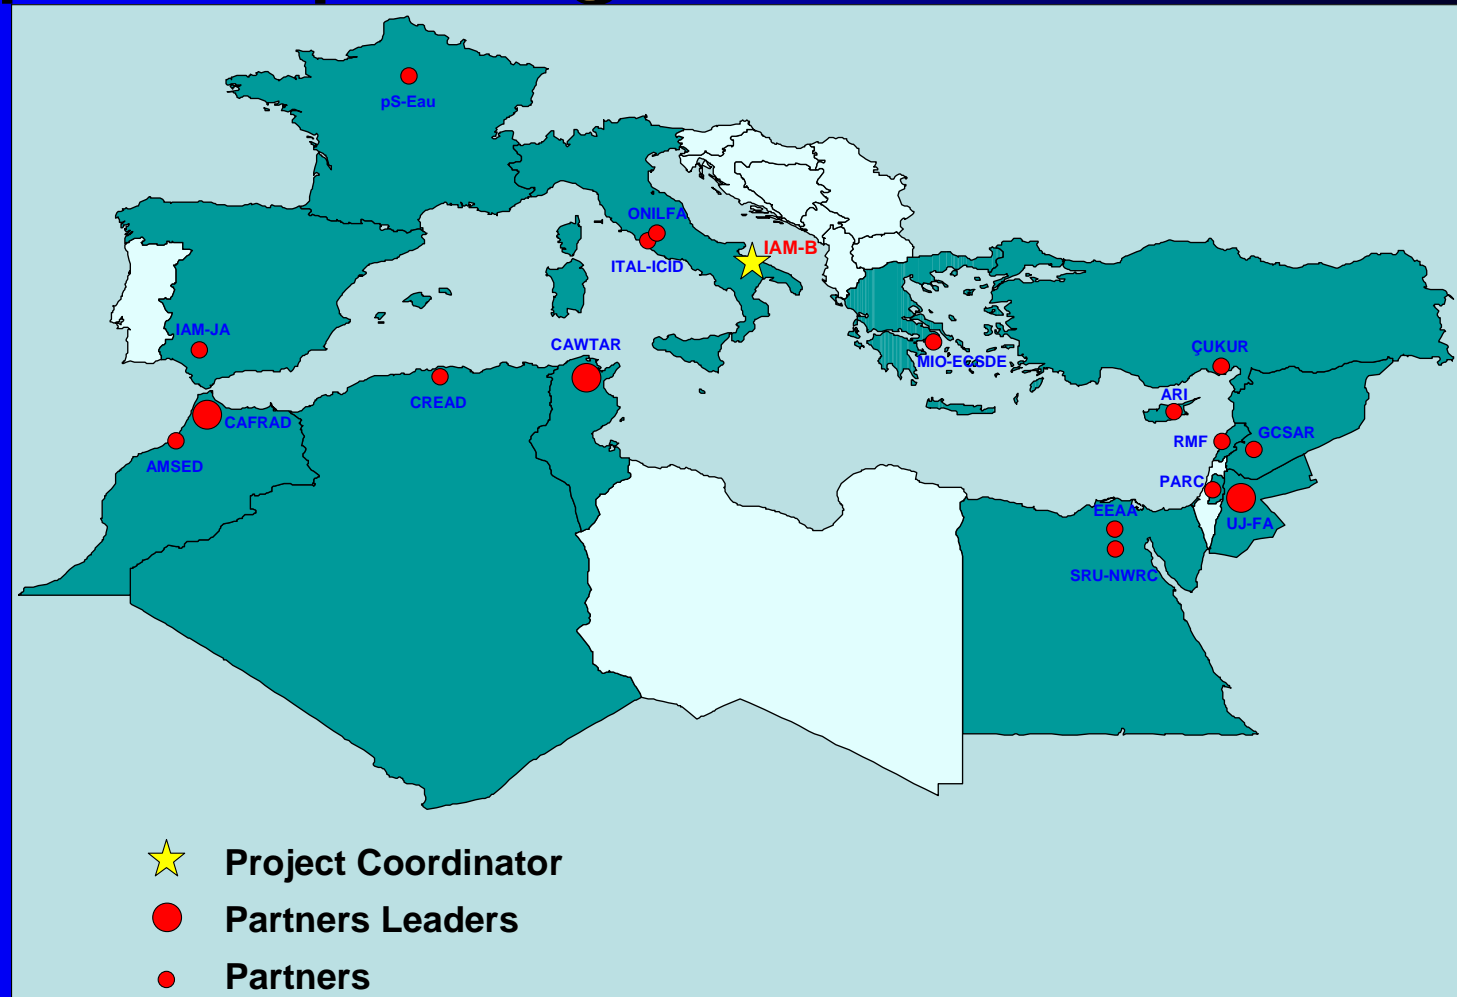 pS-Eau
ONILFA
IAM-B
ITAL-ICID
IAM-JA
CAWTAR
ÇUKUR
MIO-ECSDE
ARI
CREAD
CAFRAD
GCSAR
RMF
AMSED
PARC
EEAA
UJ-FA
SRU-NWRC
Project Coordinator
Partners Leaders
Partners